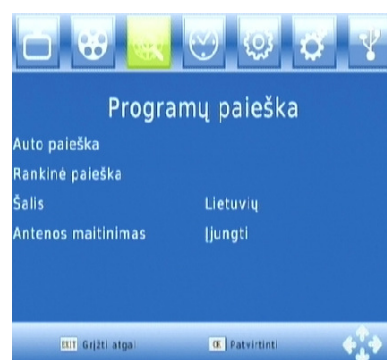 Programų paieška
Auto paieška
Rankinė paieška
Šalis Lietuvių
Antenos maitinimas Įjungti
EXIT Grįžti atgal OK Patvirtinti